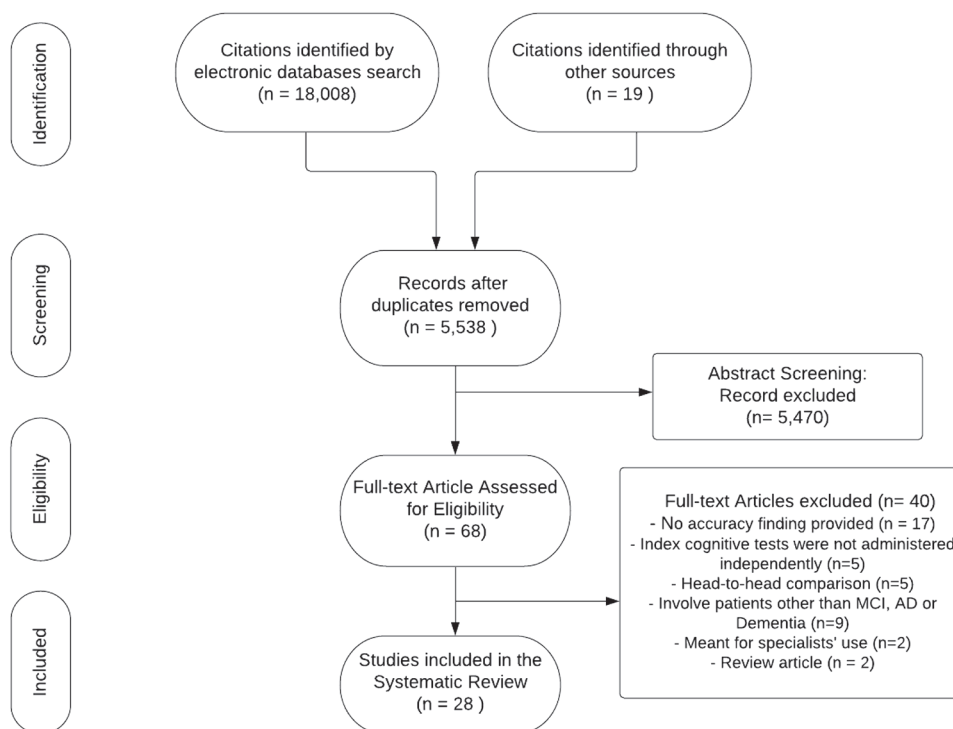 Identification
Citations identified by
electronic databases search
(n = 18,008)
Citations identified through
other sources
(n = 19 )
Screening
Records after
duplicates removed
(n = 5,538 )
Abstract Screening:
Record excluded
(n= 5,470)
Eligibility
Full-text Article Assessed
for Eligibility
(n = 68)
Full-text Articles excluded (n= 40)
- No accuracy finding provided (n = 17)
- Index cognitive tests were not administered
independently (n=5)
- Head-to-head comparison (n=5)
- Involve patients other than MCI, AD or
Dementia (n=9)
- Meant for specialists' use (n=2)
- Review article (n = 2)
Included
Studies included in the
Systematic Review
(n = 28 )